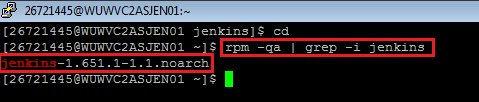 26721445@WUWVC2ASJEN01:~
[26721445@WUWVC2ASJEN01 jenkins]$ cd
[26721445@WUWVC2ASJEN01 ~]$ rpm -qa | grep -i jenkins
jenkins-1.651.1-1.1.noarch
[26721445@WUWVC2ASJEN01 ~]$